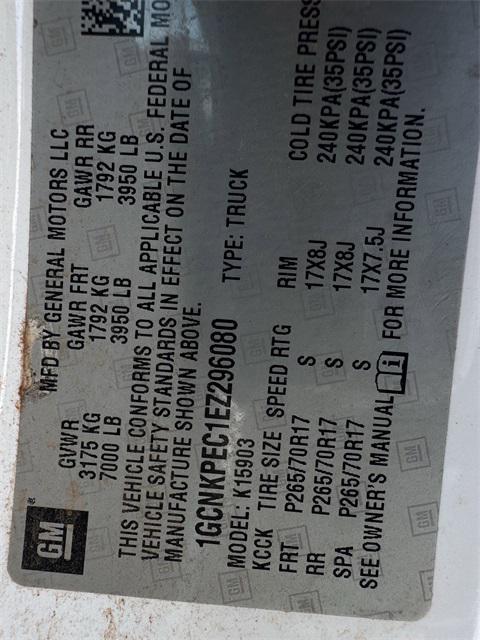 GM
MFD BY GENERAL MOTORS LLC
GVWR GAWR FRT GAWR RR
3175 KG 1792 KG 1792 KG
7000 LB 3950 LB 3950 LB
THIS VEHICLE CONFORMS TO ALL APPLICABLE U.S. FEDERAL MO
VEHICLE SAFETY STANDARDS IN EFFECT ON THE DATE OF
MANUFACTURE SHOWN ABOVE.
1GCNKPEC1EZ296080 TYPE: TRUCK
MODEL: K15903
KCCK TIRE SIZE SPEED RTG RIM COLD TIRE PRESS
FRT P265/70R17 S 17X8J 240KPA(35PSI)
RR P265/70R17 S 17X8J 240KPA(35PSI)
SPA P265/70R17 S 17X7.5J 240KPA(35PSI)
SEE OWNER'S MANUAL i FOR MORE INFORMATION.